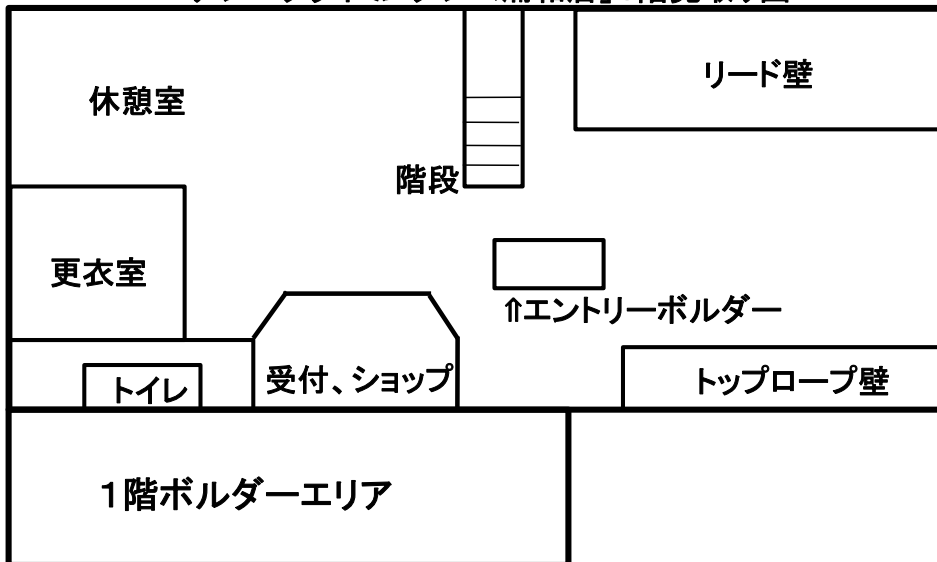 休憩室
リード壁
階段
更衣室
⇑エントリーボルダー
受付、ショップ
トイレ
トップロープ壁
1階ボルダーエリア